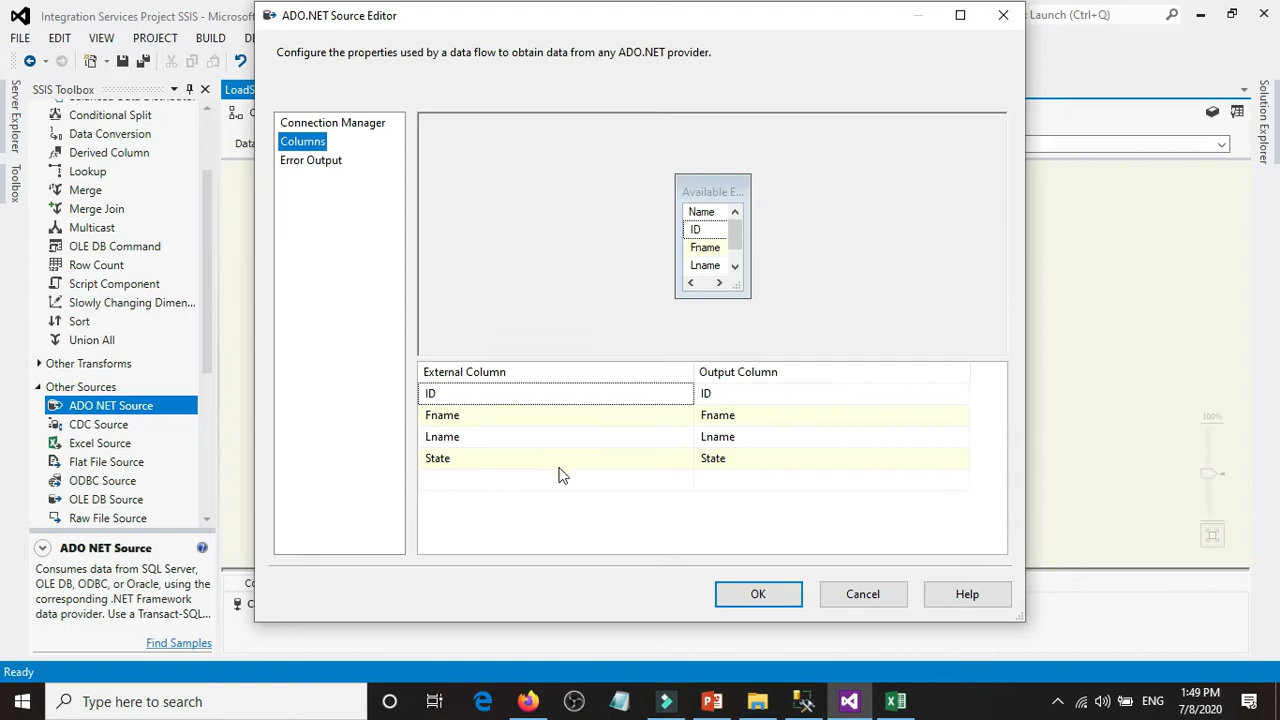 Integration Services Project SSIS - Microsoft
ADO.NET Source Editor
Launch (Ctrl+Q)
FILE EDIT VIEW PROJECT BUILD
Configure the properties used by a data flow to obtain data from any ADO.NET provider.
SSIS Toolbox
Server Explorer
Toolbox
Solution Explorer
Conditional Split
Data Conversion
Derived Column
Lookup
Merge
Merge Join
Multicast
OLE DB Command
Row Count
Script Component
Slowly Changing Dimen...
Sort
Union All
Other Transforms
Other Sources
ADO NET Source
CDC Source
Excel Source
Flat File Source
ODBC Source
OLE DB Source
Raw File Source
ADO NET Source
Consumes data from SQL Server,
OLE DB, ODBC, or Oracle, using the
corresponding .NET Framework
data provider. Use a Transact-SQL...
Find Samples
Connection Manager
Columns
Error Output
Available E...
Name
ID
Fname
Lname
External Column Output Column
ID ID
Fname Fname
Lname Lname
State State
100%
OK Cancel Help
Ready
Type here to search
ENG
1:49 PM
7/8/2020